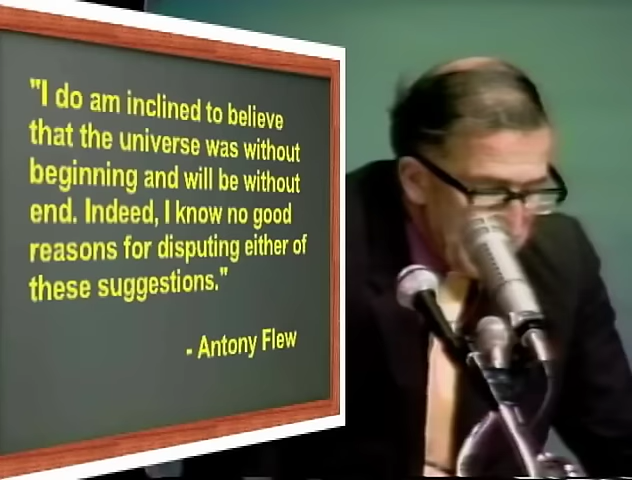 "I do am inclined to believe
that the universe was without
beginning and will be without
end. Indeed, I know no good
reasons for disputing either of
these suggestions."
- Antony Flew